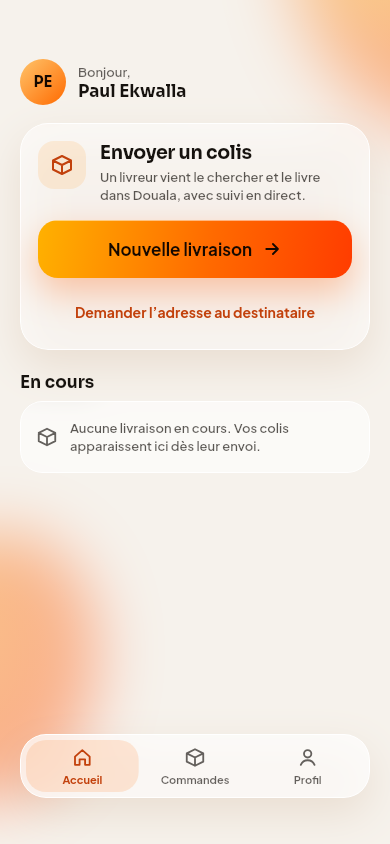 PE
Bonjour,
Paul Ekwalla
Envoyer un colis
Un livreur vient le chercher et le livre
dans Douala, avec suivi en direct.
Nouvelle livraison →
Demander l’adresse au destinataire
En cours
Aucune livraison en cours. Vos colis
apparaissent ici dès leur envoi.
Accueil
Commandes
Profil